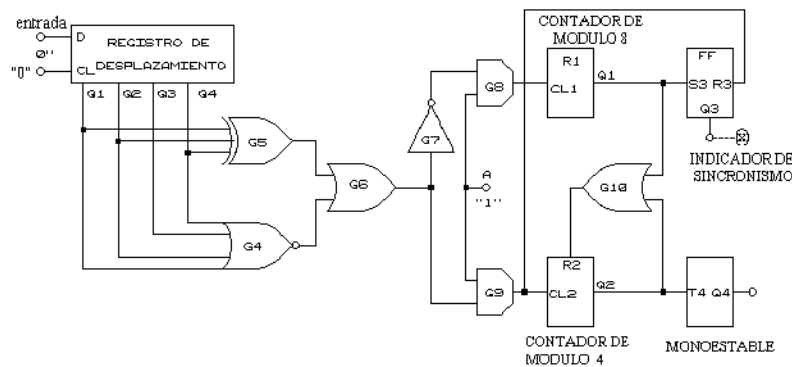 entrada
D
REGISTRO DE
DESPLAZAMIENTO
0"
"0"
CL
Q1 Q2 Q3 Q4
G5
G4
G6
G7
G8
A
"1"
G9
CONTADOR DE
MODULO 8
R1
CL1
Q1
FF
S3 R3
Q3
INDICADOR DE
SINCRONISMO
G10
R2
CL2
Q2
CONTADOR DE
MODULO 4
T4 Q4
MONOESTABLE